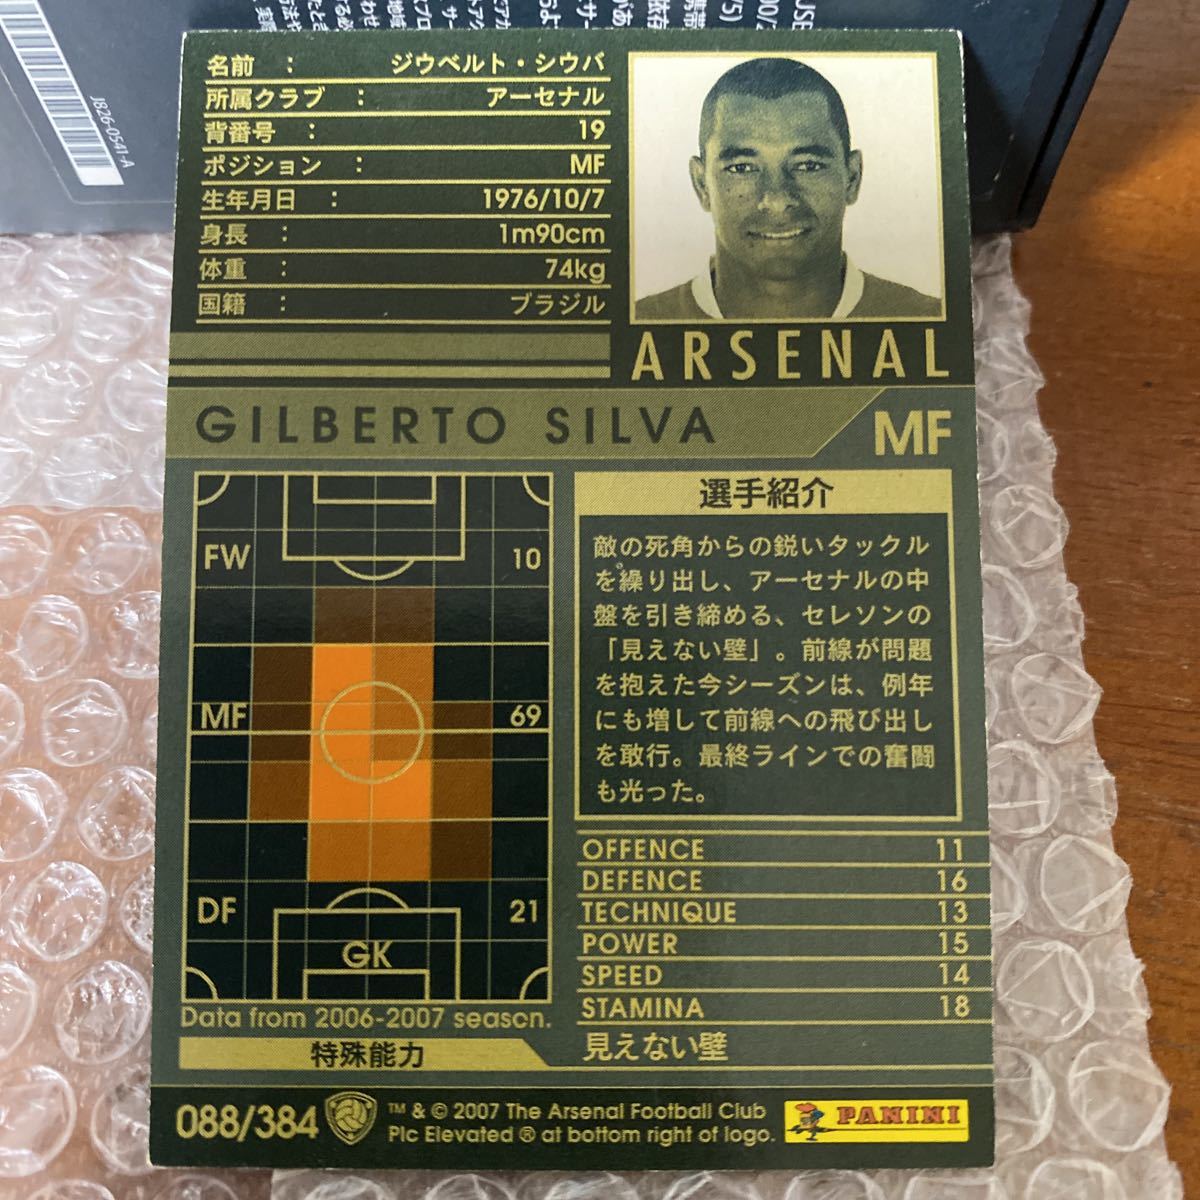 J826-0541-A
名前 : ジウベルト・シウバ
所属クラブ : アーセナル
背番号 : 19
ポジション : MF
生年月日 : 1976/10/7
身長 : 1m90cm
体重 : 74kg
国籍 : ブラジル
ARSENAL
GILBERTO SILVA
MF
FW 10
MF 69
DF 21
GK
Data from 2006-2007 season.
選手紹介
敵の死角からの鋭いタックル
を繰り出し、アーセナルの中
盤を引き締める、セレソンの
「見えない壁」。前線が問題
を抱えた今シーズンは、例年
にも増して前線への飛び出し
を敢行。最終ラインでの奮闘
も光った。
OFFENCE 11
DEFENCE 16
TECHNIQUE 13
POWER 15
SPEED 14
STAMINA 18
特殊能力
見えない壁
088/384
™ & © 2007 The Arsenal Football Club
Plc Elevated ® at bottom right of logo.
PANINI